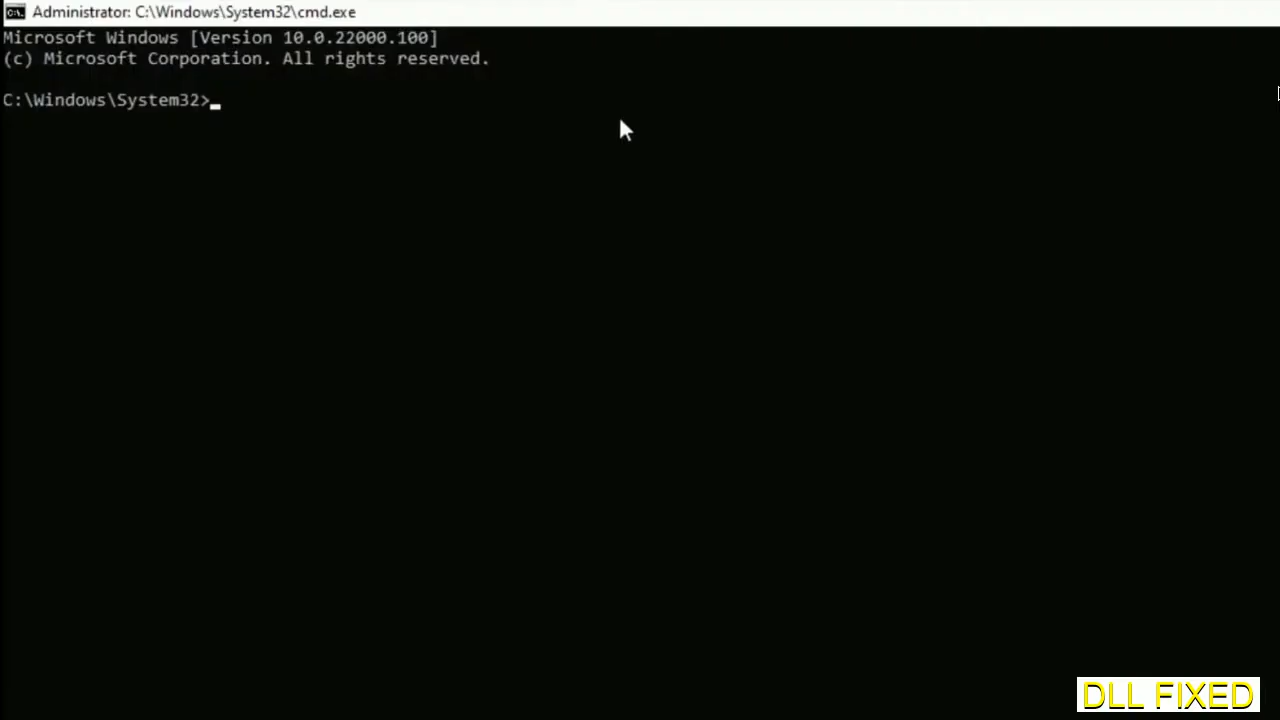 Administrator: C:\Windows\System32\cmd.exe
Microsoft Windows [Version 10.0.22000.100]
(c) Microsoft Corporation. All rights reserved.
C:\Windows\System32>
DLL FIXED